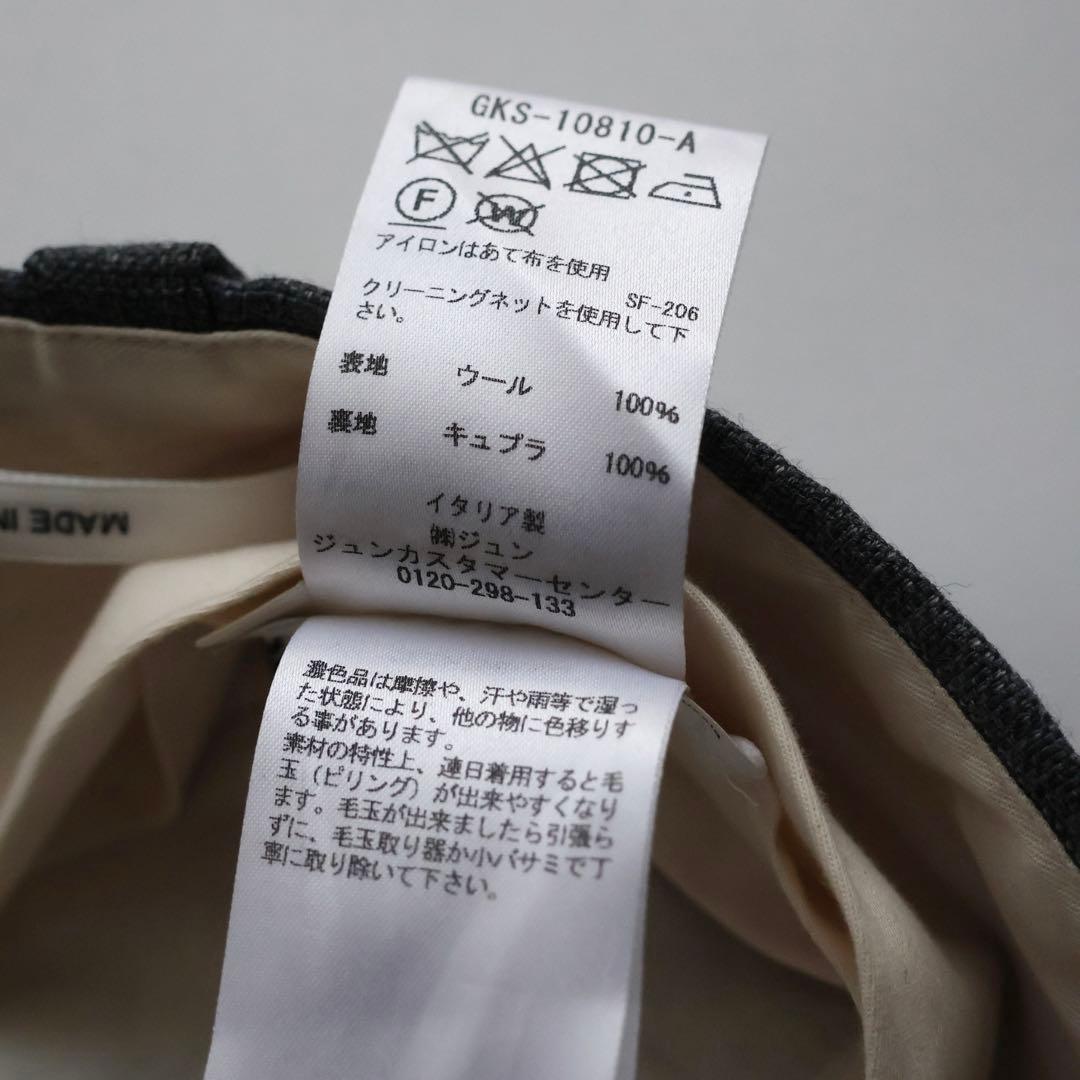 GKS-10810-A
F W
アイロンはあて布を使用
SF-206
クリーニングネットを使用して下
さい。
表地 ウール 100%
裏地 キュプラ 100%
イタリア製
㈱ジュン
ジュンカスタマーセンター
0120-298-133
濃色品は摩擦や、汗や雨等で湿っ
た状態により、他の物に色移りす
る事があります。
素材の特性上、連日着用すると毛
玉（ピリング）が出来やすくなり
ます。毛玉が出来ましたら引張ら
ずに、毛玉取り器か小バサミで丁
寧に取り除いて下さい。
MADE IN